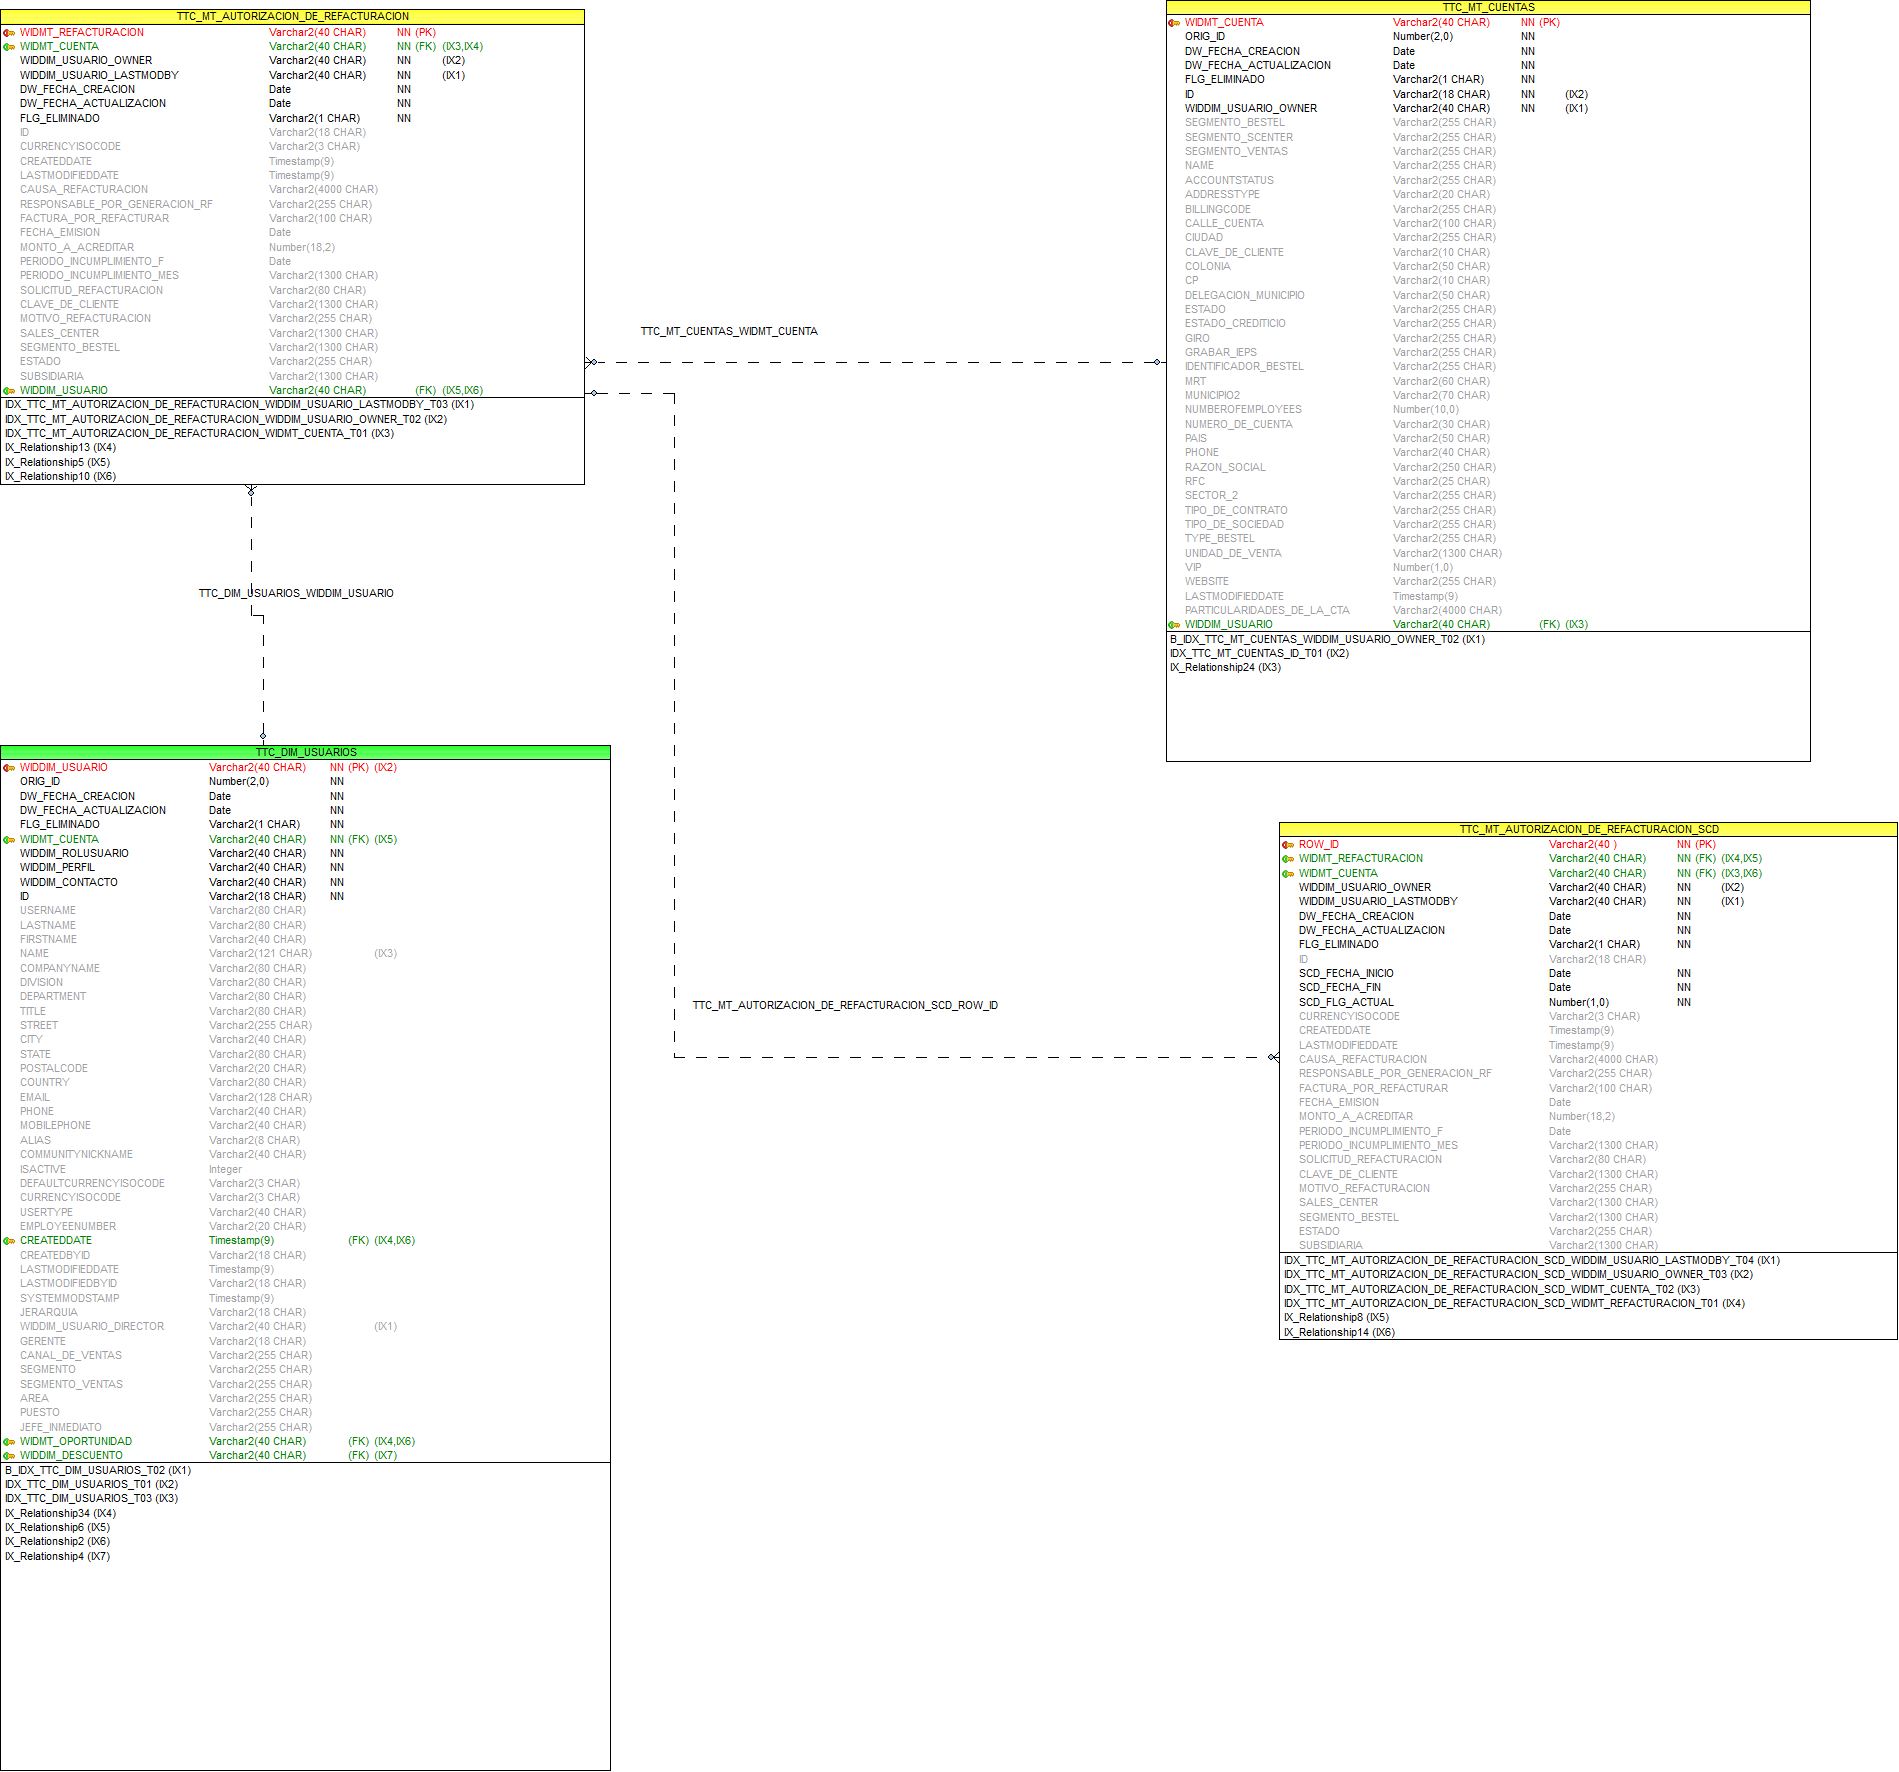 TTC_MT_AUTORIZACION_DE_REFACTURACION
WIDMT_REFACTURACION Varchar2(40 CHAR) NN (PK)
WIDMT_CUENTA Varchar2(40 CHAR) NN (FK) (IX3,IX4)
WIDDIM_USUARIO_OWNER Varchar2(40 CHAR) NN (IX2)
WIDDIM_USUARIO_LASTMODBY Varchar2(40 CHAR) NN (IX1)
DW_FECHA_CREACION Date NN
DW_FECHA_ACTUALIZACION Date NN
FLG_ELIMINADO Varchar2(1 CHAR) NN
ID Varchar2(18 CHAR)
CURRENCYISOCODE Varchar2(3 CHAR)
CREATEDDATE Timestamp(9)
LASTMODIFIEDDATE Timestamp(9)
CAUSA_REFACTURACION Varchar2(4000 CHAR)
RESPONSABLE_POR_GENERACION_RF Varchar2(255 CHAR)
FACTURA_POR_REFACTURAR Varchar2(100 CHAR)
FECHA_EMISION Date
MONTO_A_ACREDITAR Number(18,2)
PERIODO_INCUMPLIMIENTO_F Date
PERIODO_INCUMPLIMIENTO_MES Varchar2(1300 CHAR)
SOLICITUD_REFACTURACION Varchar2(80 CHAR)
CLAVE_DE_CLIENTE Varchar2(1300 CHAR)
MOTIVO_REFACTURACION Varchar2(255 CHAR)
SALES_CENTER Varchar2(1300 CHAR)
SEGMENTO_BESTEL Varchar2(1300 CHAR)
ESTADO Varchar2(255 CHAR)
SUBSIDIARIA Varchar2(1300 CHAR)
WIDDIM_USUARIO Varchar2(40 CHAR) (FK) (IX5,IX6)
IDX_TTC_MT_AUTORIZACION_DE_REFACTURACION_WIDDIM_USUARIO_LASTMODBY_T03 (IX1)
IDX_TTC_MT_AUTORIZACION_DE_REFACTURACION_WIDDIM_USUARIO_OWNER_T02 (IX2)
IDX_TTC_MT_AUTORIZACION_DE_REFACTURACION_WIDMT_CUENTA_T01 (IX3)
IX_Relationship13 (IX4)
IX_Relationship5 (IX5)
IX_Relationship10 (IX6)
TTC_MT_CUENTAS
WIDMT_CUENTA Varchar2(40 CHAR) NN (PK)
ORIG_ID Number(2,0) NN
DW_FECHA_CREACION Date NN
DW_FECHA_ACTUALIZACION Date NN
FLG_ELIMINADO Varchar2(1 CHAR) NN
ID Varchar2(18 CHAR) NN (IX2)
WIDDIM_USUARIO_OWNER Varchar2(40 CHAR) NN (IX1)
SEGMENTO_BESTEL Varchar2(255 CHAR)
SEGMENTO_SCENTER Varchar2(255 CHAR)
SEGMENTO_VENTAS Varchar2(255 CHAR)
NAME Varchar2(255 CHAR)
ACCOUNTSTATUS Varchar2(255 CHAR)
ADDRESSTYPE Varchar2(20 CHAR)
BILLINGCODE Varchar2(255 CHAR)
CALLE_CUENTA Varchar2(100 CHAR)
CIUDAD Varchar2(255 CHAR)
CLAVE_DE_CLIENTE Varchar2(10 CHAR)
COLONIA Varchar2(50 CHAR)
CP Varchar2(10 CHAR)
DELEGACION_MUNICIPIO Varchar2(50 CHAR)
ESTADO Varchar2(255 CHAR)
ESTADO_CREDITICIO Varchar2(255 CHAR)
GIRO Varchar2(255 CHAR)
GRABAR_IEPS Varchar2(255 CHAR)
IDENTIFICADOR_BESTEL Varchar2(255 CHAR)
MRT Varchar2(60 CHAR)
MUNICIPIO2 Varchar2(70 CHAR)
NUMBEROFEMPLOYEES Number(10,0)
NUMERO_DE_CUENTA Varchar2(30 CHAR)
PAIS Varchar2(50 CHAR)
PHONE Varchar2(40 CHAR)
RAZON_SOCIAL Varchar2(250 CHAR)
RFC Varchar2(25 CHAR)
SECTOR_2 Varchar2(255 CHAR)
TIPO_DE_CONTRATO Varchar2(255 CHAR)
TIPO_DE_SOCIEDAD Varchar2(255 CHAR)
TYPE_BESTEL Varchar2(255 CHAR)
UNIDAD_DE_VENTA Varchar2(1300 CHAR)
VIP Number(1,0)
WEBSITE Varchar2(255 CHAR)
LASTMODIFIEDDATE Timestamp(9)
PARTICULARIDADES_DE_LA_CTA Varchar2(4000 CHAR)
WIDDIM_USUARIO Varchar2(40 CHAR) (FK) (IX3)
B_IDX_TTC_MT_CUENTAS_WIDDIM_USUARIO_OWNER_T02 (IX1)
IDX_TTC_MT_CUENTAS_ID_T01 (IX2)
IX_Relationship24 (IX3)
TTC_MT_CUENTAS_WIDMT_CUENTA
TTC_DIM_USUARIOS_WIDDIM_USUARIO
TTC_MT_AUTORIZACION_DE_REFACTURACION_SCD_ROW_ID
TTC_DIM_USUARIOS
WIDDIM_USUARIO Varchar2(40 CHAR) NN (PK) (IX2)
ORIG_ID Number(2,0) NN
DW_FECHA_CREACION Date NN
DW_FECHA_ACTUALIZACION Date NN
FLG_ELIMINADO Varchar2(1 CHAR) NN
WIDMT_CUENTA Varchar2(40 CHAR) NN (FK) (IX5)
WIDDIM_ROLUSUARIO Varchar2(40 CHAR) NN
WIDDIM_PERFIL Varchar2(40 CHAR) NN
WIDDIM_CONTACTO Varchar2(40 CHAR) NN
ID Varchar2(18 CHAR) NN
USERNAME Varchar2(80 CHAR)
LASTNAME Varchar2(80 CHAR)
FIRSTNAME Varchar2(40 CHAR)
NAME Varchar2(121 CHAR) (IX3)
COMPANYNAME Varchar2(80 CHAR)
DIVISION Varchar2(80 CHAR)
DEPARTMENT Varchar2(80 CHAR)
TITLE Varchar2(80 CHAR)
STREET Varchar2(255 CHAR)
CITY Varchar2(40 CHAR)
STATE Varchar2(80 CHAR)
POSTALCODE Varchar2(20 CHAR)
COUNTRY Varchar2(80 CHAR)
EMAIL Varchar2(128 CHAR)
PHONE Varchar2(40 CHAR)
MOBILEPHONE Varchar2(40 CHAR)
ALIAS Varchar2(8 CHAR)
COMMUNITYNICKNAME Varchar2(40 CHAR)
ISACTIVE Integer
DEFAULTCURRENCYISOCODE Varchar2(3 CHAR)
CURRENCYISOCODE Varchar2(3 CHAR)
USERTYPE Varchar2(40 CHAR)
EMPLOYEENUMBER Varchar2(20 CHAR)
CREATEDDATE Timestamp(9) (FK) (IX4,IX6)
CREATEDBYID Varchar2(18 CHAR)
LASTMODIFIEDDATE Timestamp(9)
LASTMODIFIEDBYID Varchar2(18 CHAR)
SYSTEMMODSTAMP Timestamp(9)
JERARQUIA Varchar2(18 CHAR)
WIDDIM_USUARIO_DIRECTOR Varchar2(40 CHAR) (IX1)
GERENTE Varchar2(18 CHAR)
CANAL_DE_VENTAS Varchar2(255 CHAR)
SEGMENTO Varchar2(255 CHAR)
SEGMENTO_VENTAS Varchar2(255 CHAR)
AREA Varchar2(255 CHAR)
PUESTO Varchar2(255 CHAR)
JEFE_INMEDIATO Varchar2(255 CHAR)
WIDMT_OPORTUNIDAD Varchar2(40 CHAR) (FK) (IX4,IX6)
WIDDIM_DESCUENTO Varchar2(40 CHAR) (FK) (IX7)
B_IDX_TTC_DIM_USUARIOS_T02 (IX1)
IDX_TTC_DIM_USUARIOS_T01 (IX2)
IDX_TTC_DIM_USUARIOS_T03 (IX3)
IX_Relationship34 (IX4)
IX_Relationship6 (IX5)
IX_Relationship2 (IX6)
IX_Relationship4 (IX7)
TTC_MT_AUTORIZACION_DE_REFACTURACION_SCD
ROW_ID Varchar2(40 ) NN (PK)
WIDMT_REFACTURACION Varchar2(40 CHAR) NN (FK) (IX4,IX5)
WIDMT_CUENTA Varchar2(40 CHAR) NN (FK) (IX3,IX6)
WIDDIM_USUARIO_OWNER Varchar2(40 CHAR) NN (IX2)
WIDDIM_USUARIO_LASTMODBY Varchar2(40 CHAR) NN (IX1)
DW_FECHA_CREACION Date NN
DW_FECHA_ACTUALIZACION Date NN
FLG_ELIMINADO Varchar2(1 CHAR) NN
ID Varchar2(18 CHAR)
SCD_FECHA_INICIO Date NN
SCD_FECHA_FIN Date NN
SCD_FLG_ACTUAL Number(1,0) NN
CURRENCYISOCODE Varchar2(3 CHAR)
CREATEDDATE Timestamp(9)
LASTMODIFIEDDATE Timestamp(9)
CAUSA_REFACTURACION Varchar2(4000 CHAR)
RESPONSABLE_POR_GENERACION_RF Varchar2(255 CHAR)
FACTURA_POR_REFACTURAR Varchar2(100 CHAR)
FECHA_EMISION Date
MONTO_A_ACREDITAR Number(18,2)
PERIODO_INCUMPLIMIENTO_F Date
PERIODO_INCUMPLIMIENTO_MES Varchar2(1300 CHAR)
SOLICITUD_REFACTURACION Varchar2(80 CHAR)
CLAVE_DE_CLIENTE Varchar2(1300 CHAR)
MOTIVO_REFACTURACION Varchar2(255 CHAR)
SALES_CENTER Varchar2(1300 CHAR)
SEGMENTO_BESTEL Varchar2(1300 CHAR)
ESTADO Varchar2(255 CHAR)
SUBSIDIARIA Varchar2(1300 CHAR)
IDX_TTC_MT_AUTORIZACION_DE_REFACTURACION_SCD_WIDDIM_USUARIO_LASTMODBY_T04 (IX1)
IDX_TTC_MT_AUTORIZACION_DE_REFACTURACION_SCD_WIDDIM_USUARIO_OWNER_T03 (IX2)
IDX_TTC_MT_AUTORIZACION_DE_REFACTURACION_SCD_WIDMT_CUENTA_T02 (IX3)
IDX_TTC_MT_AUTORIZACION_DE_REFACTURACION_SCD_WIDMT_REFACTURACION_T01 (IX4)
IX_Relationship8 (IX5)
IX_Relationship14 (IX6)